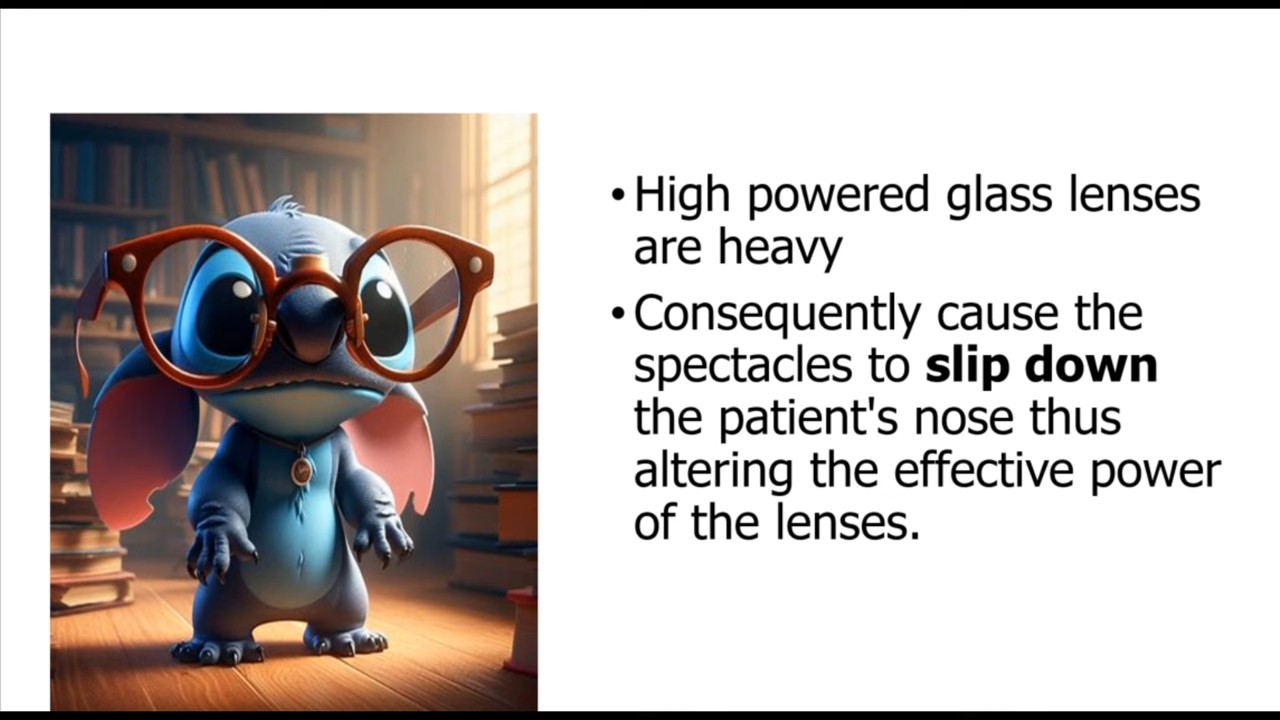 • High powered glass lenses
are heavy
• Consequently cause the
spectacles to slip down
the patient's nose thus
altering the effective power
of the lenses.